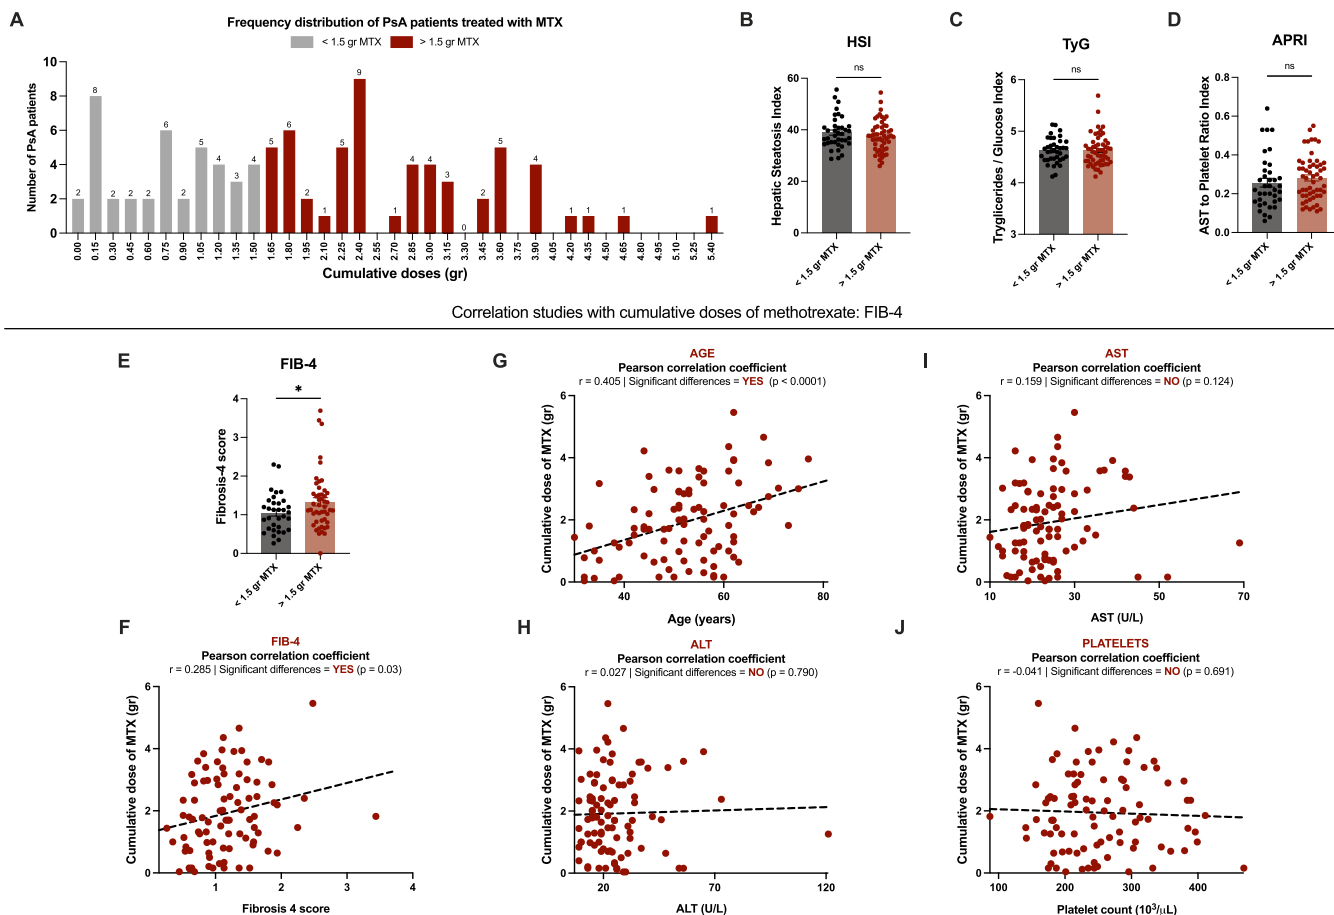 A
Frequency distribution of PsA patients treated with MTX
< 1.5 gr MTX > 1.5 gr MTX
Number of PsA patients
10
8
6
4
2
0
2 8 2 2 2 6 2 5 4 3 4 5 6 2 1 5 9 1 4 4 3 0 2 5 4 1 1 1 1
0.00 0.15 0.30 0.45 0.60 0.75 0.90 1.05 1.20 1.35 1.50 1.65 1.80 1.95 2.10 2.25 2.40 2.55 2.70 2.85 3.00 3.15 3.30 3.45 3.60 3.75 3.90 4.05 4.20 4.35 4.50 4.65 4.80 4.95 5.10 5.25 5.40
Cumulative doses (gr)
B
HSI
ns
Hepatic Steatosis Index
60
40
20
0
< 1.5 gr MTX > 1.5 gr MTX
C
TyG
ns
Tryglicerides / Glucose Index
6
5
4
3
< 1.5 gr MTX > 1.5 gr MTX
D
APRI
ns
AST to Platelet Ratio Index
0.8
0.6
0.4
0.2
0.0
< 1.5 gr MTX > 1.5 gr MTX
Correlation studies with cumulative doses of methotrexate: FIB-4
E
FIB-4
*
Fibrosis-4 score
4
3
2
1
0
< 1.5 gr MTX > 1.5 gr MTX
G
AGE
Pearson correlation coefficient
r = 0.405 | Significant differences = YES (p < 0.0001)
Cumulative dose of MTX (gr)
6
4
2
0
40 60 80
Age (years)
I
AST
Pearson correlation coefficient
r = 0.159 | Significant differences = NO (p = 0.124)
Cumulative dose of MTX (gr)
6
4
2
0
10 30 50 70
AST (U/L)
F
FIB-4
Pearson correlation coefficient
r = 0.285 | Significant differences = YES (p = 0.03)
Cumulative dose of MTX (gr)
6
4
2
0
1 2 3 4
Fibrosis 4 score
H
ALT
Pearson correlation coefficient
r = 0.027 | Significant differences = NO (p = 0.790)
Cumulative dose of MTX (gr)
6
4
2
0
20 70 120
ALT (U/L)
J
PLATELETS
Pearson correlation coefficient
r = -0.041 | Significant differences = NO (p = 0.691)
Cumulative dose of MTX (gr)
6
4
2
0
100 200 300 400
Platelet count (10³/µL)